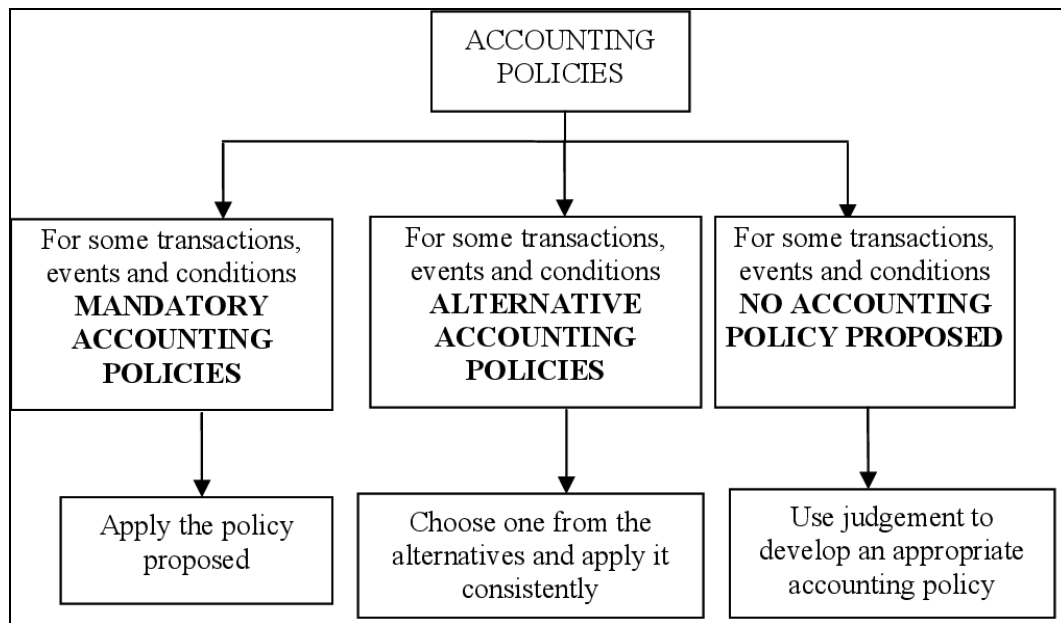 ACCOUNTING
POLICIES
For some transactions,
events and conditions
MANDATORY
ACCOUNTING
POLICIES
For some transactions,
events and conditions
ALTERNATIVE
ACCOUNTING
POLICIES
For some transactions,
events and conditions
NO ACCOUNTING
POLICY PROPOSED
Apply the policy
proposed
Choose one from the
alternatives and apply it
consistently
Use judgement to
develop an appropriate
accounting policy